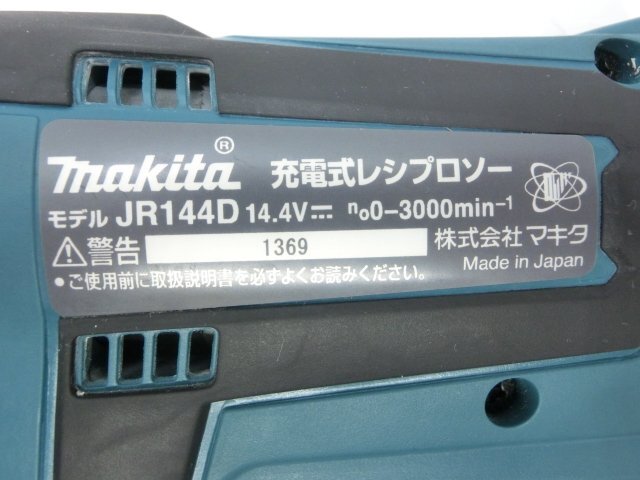 makita® 充電式レシプロソー
モデル JR144D 14.4V⎓ n₀0-3000min⁻¹
⚠警告 1369 株式会社マキタ
●ご使用前に取扱説明書を必ずよくお読みください。 Made in Japan